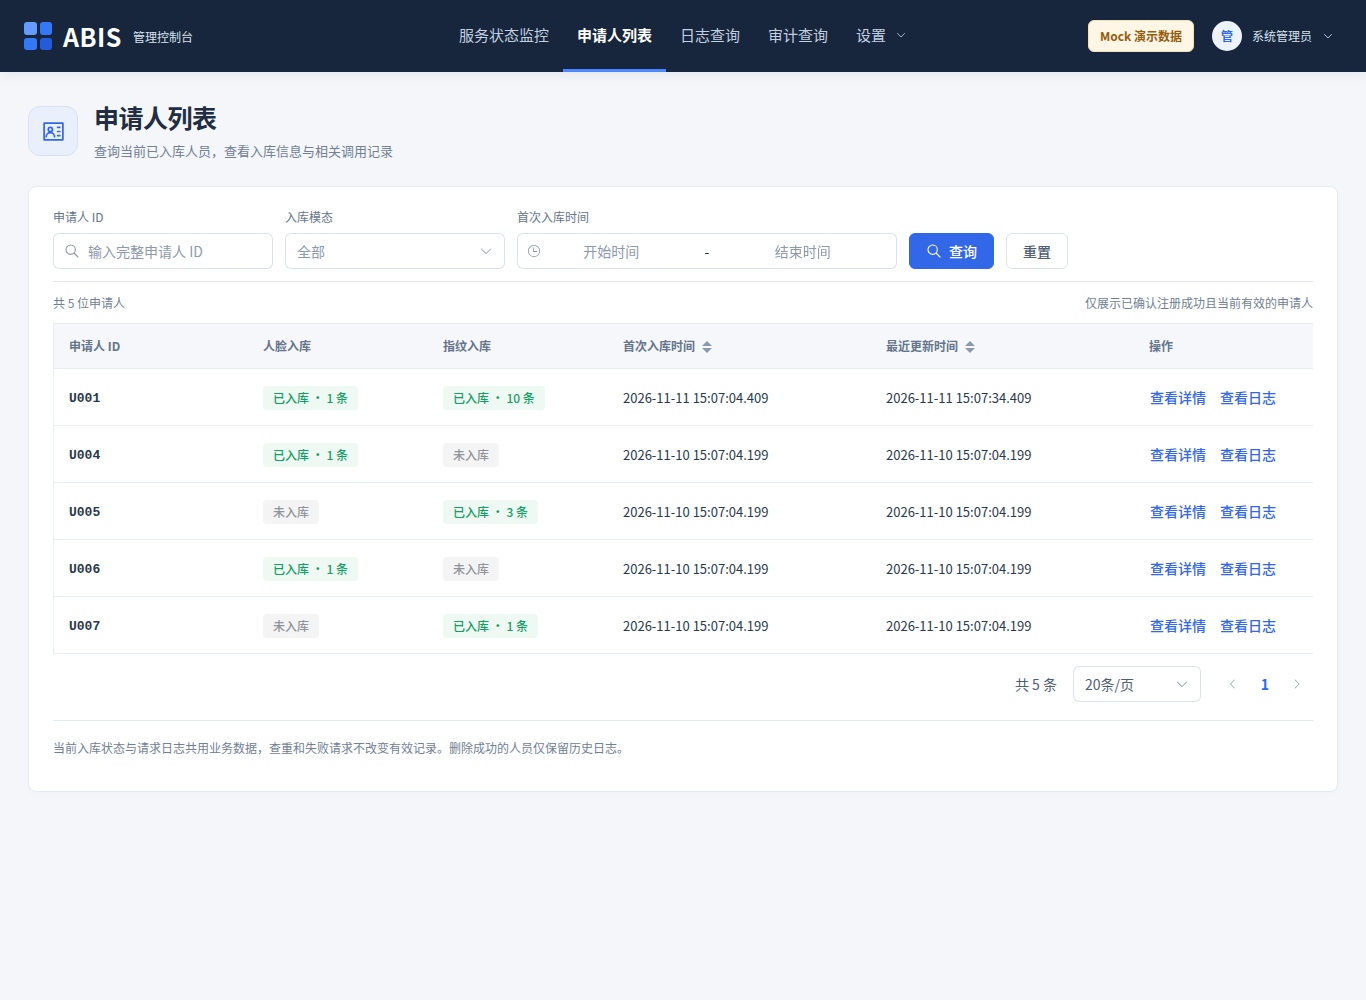 ABIS 管理控制台 服务状态监控 申请人列表 日志查询 审计查询 设置 Mock 演示数据 管 系统管理员
申请人列表
查询当前已入库人员，查看入库信息与相关调用记录
申请人 ID 入库模态 首次入库时间
输入完整申请人 ID 全部 开始时间 - 结束时间 查询 重置
共 5 位申请人 仅展示已确认注册成功且当前有效的申请人
申请人 ID 人脸入库 指纹入库 首次入库时间 最近更新时间 操作
U001 已入库 · 1 条 已入库 · 10 条 2026-11-11 15:07:04.409 2026-11-11 15:07:34.409 查看详情 查看日志
U004 已入库 · 1 条 未入库 2026-11-10 15:07:04.199 2026-11-10 15:07:04.199 查看详情 查看日志
U005 未入库 已入库 · 3 条 2026-11-10 15:07:04.199 2026-11-10 15:07:04.199 查看详情 查看日志
U006 已入库 · 1 条 未入库 2026-11-10 15:07:04.199 2026-11-10 15:07:04.199 查看详情 查看日志
U007 未入库 已入库 · 1 条 2026-11-10 15:07:04.199 2026-11-10 15:07:04.199 查看详情 查看日志
共 5 条 20条/页 1
当前入库状态与请求日志共用业务数据，查重和失败请求不改变有效记录。删除成功的人员仅保留历史日志。